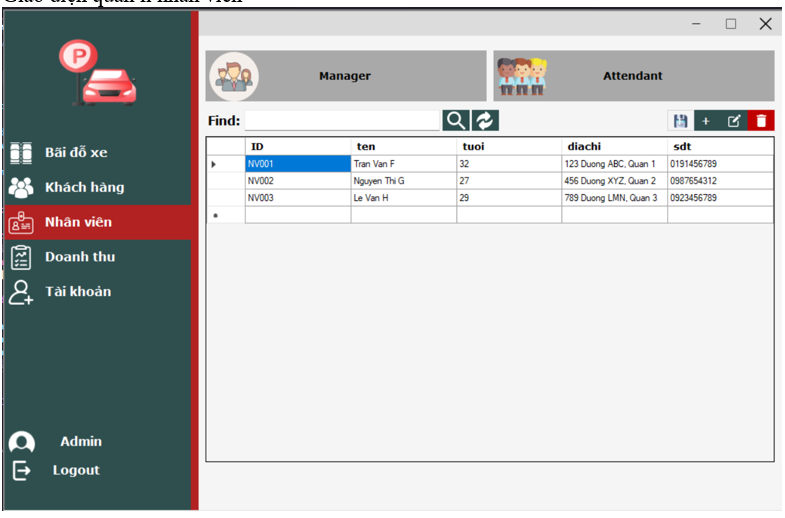 Giao diện quản lí nhân viên
P
Manager
Attendant
Find:
Bãi đỗ xe
Khách hàng
Nhân viên
Doanh thu
Tài khoản
Admin
Logout
ID ten tuoi diachi sdt
NV001 Tran Van F 32 123 Duong ABC, Quan 1 0191456789
NV002 Nguyen Thi G 27 456 Duong XYZ, Quan 2 0987654312
NV003 Le Van H 29 789 Duong LMN, Quan 3 0923456789